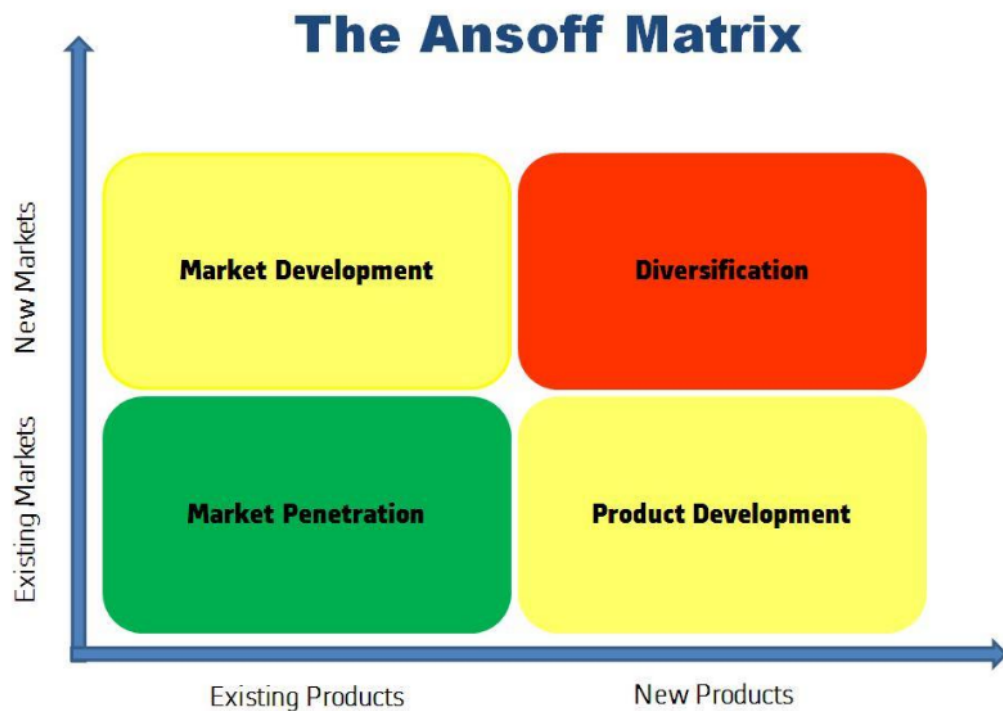 The Ansoff Matrix
New Markets
Market Development
Diversification
Existing Markets
Market Penetration
Product Development
Existing Products
New Products